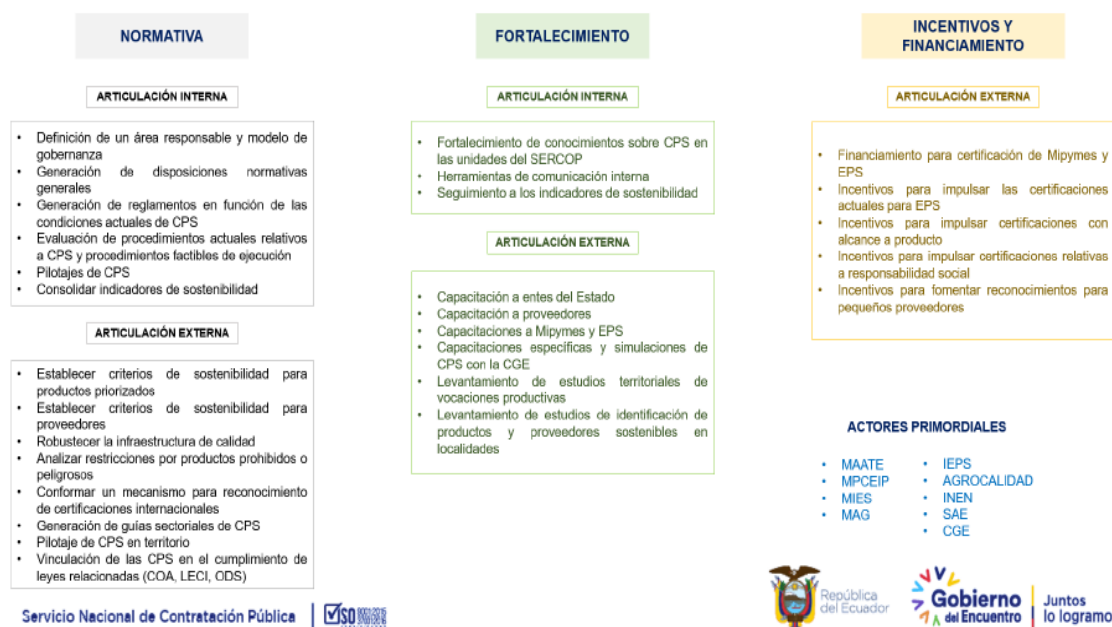 NORMATIVA
ARTICULACIÓN INTERNA
• Definición de un área responsable y modelo de
gobernanza
• Generación de disposiciones normativas
generales
• Generación de reglamentos en función de las
condiciones actuales de CPS
• Evaluación de procedimientos actuales relativos
a CPS y procedimientos factibles de ejecución
• Pilotajes de CPS
• Consolidar indicadores de sostenibilidad
ARTICULACIÓN EXTERNA
• Establecer criterios de sostenibilidad para
productos priorizados
• Establecer criterios de sostenibilidad para
proveedores
• Robustecer la infraestructura de calidad
• Analizar restricciones por productos prohibidos o
peligrosos
• Conformar un mecanismo para reconocimiento
de certificaciones internacionales
• Generación de guías sectoriales de CPS
• Pilotaje de CPS en territorio
• Vinculación de las CPS en el cumplimiento de
leyes relacionadas (COA, LECI, ODS)
FORTALECIMIENTO
ARTICULACIÓN INTERNA
• Fortalecimiento de conocimientos sobre CPS en
las unidades del SERCOP
• Herramientas de comunicación interna
• Seguimiento a los indicadores de sostenibilidad
ARTICULACIÓN EXTERNA
• Capacitación a entes del Estado
• Capacitación a proveedores
• Capacitaciones a Mipymes y EPS
• Capacitaciones específicas y simulaciones de
CPS con la CGE
• Levantamiento de estudios territoriales de
vocaciones productivas
• Levantamiento de estudios de identificación de
productos y proveedores sostenibles en
localidades
INCENTIVOS Y
FINANCIAMIENTO
ARTICULACIÓN EXTERNA
• Financiamiento para certificación de Mipymes y
EPS
• Incentivos para impulsar las certificaciones
actuales para EPS
• Incentivos para impulsar certificaciones con
alcance a producto
• Incentivos para impulsar certificaciones relativas
a responsabilidad social
• Incentivos para fomentar reconocimientos para
pequeños proveedores
ACTORES PRIMORDIALES
• MAATE
• MPCEIP
• MIES
• MAG
• IEPS
• AGROCALIDAD
• INEN
• SAE
• CGE
Servicio Nacional de Contratación Pública
ISO
República
del Ecuador
Gobierno
del Encuentro
Juntos
lo logramos